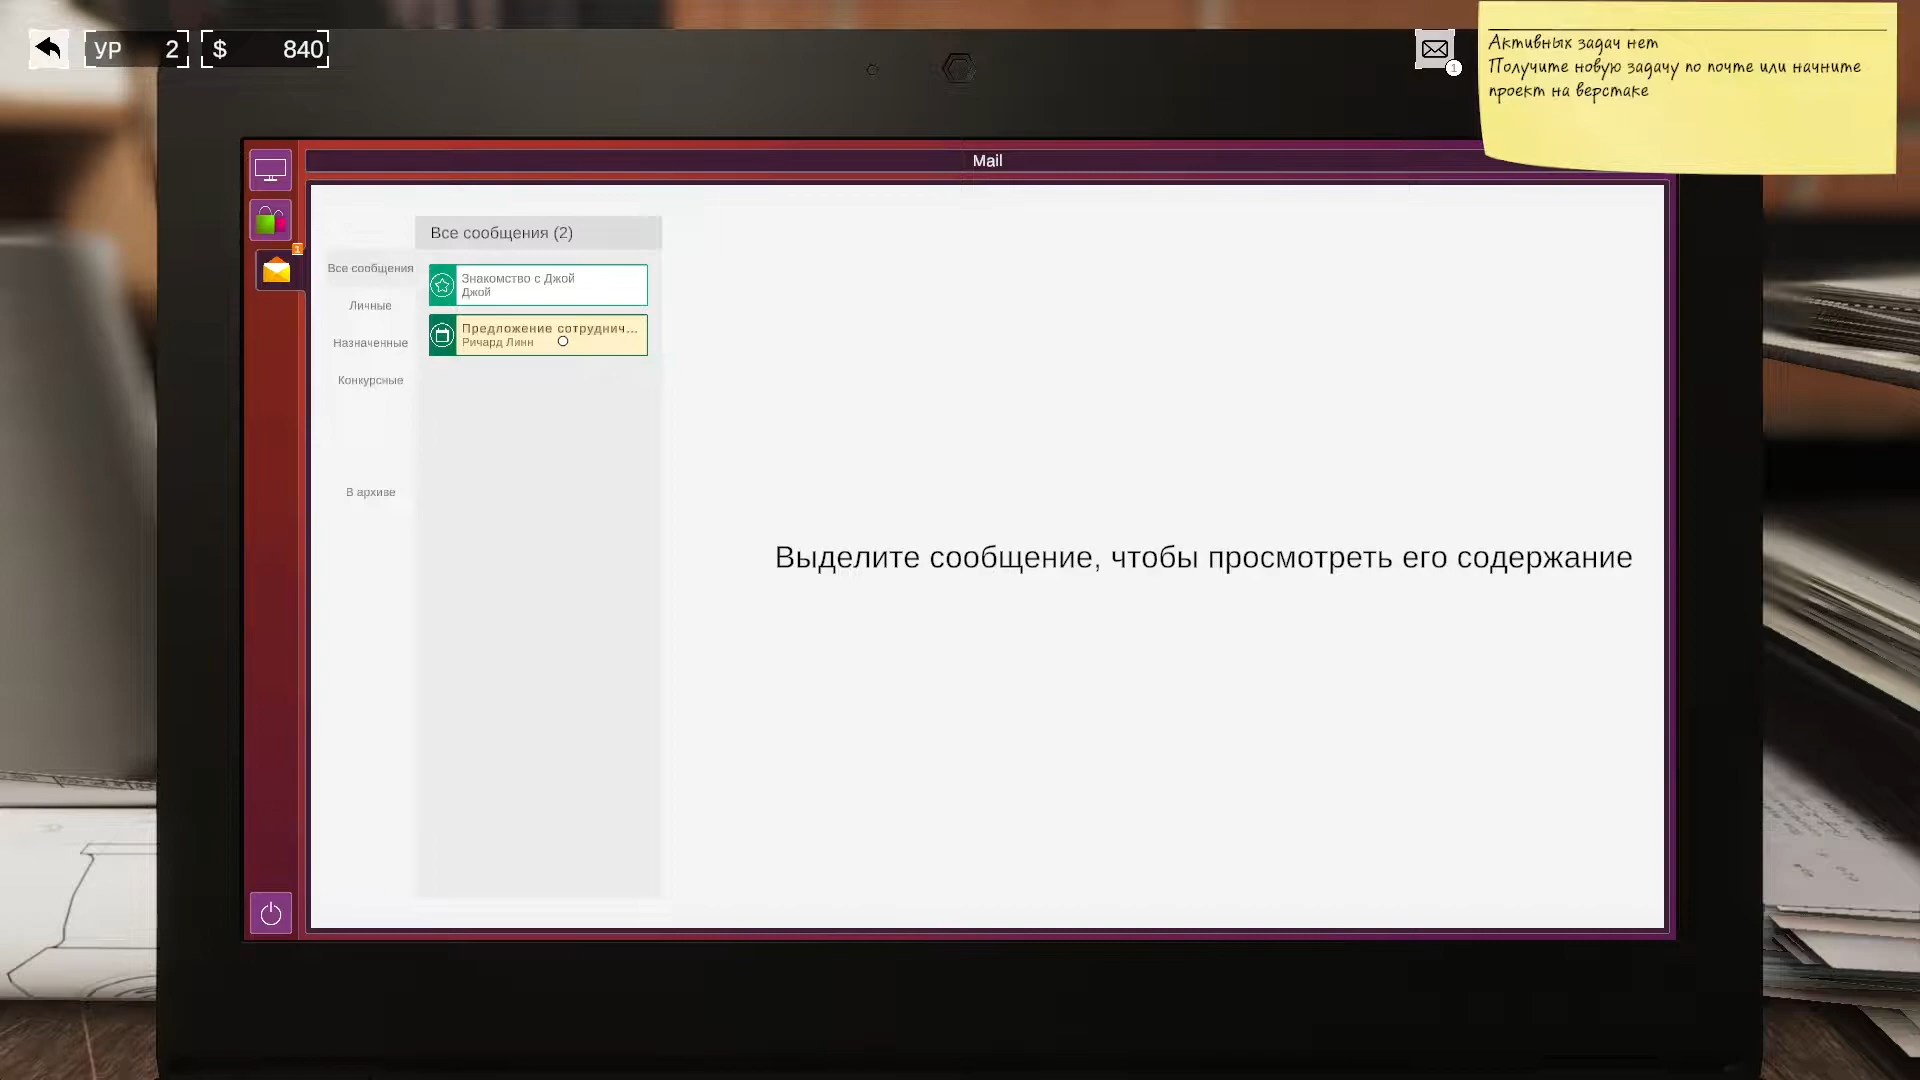 УР 2
$ 840
1
Активных задач нет
Получите новую задачу по почте или начните
проект на верстаке
Mail
1
Все сообщения (2)
Все сообщения
Личные
Назначенные
Конкурсные
В архиве
Знакомство с Джой
Джой
Предложение сотруднич...
Ричард Линн
Выделите сообщение, чтобы просмотреть его содержание